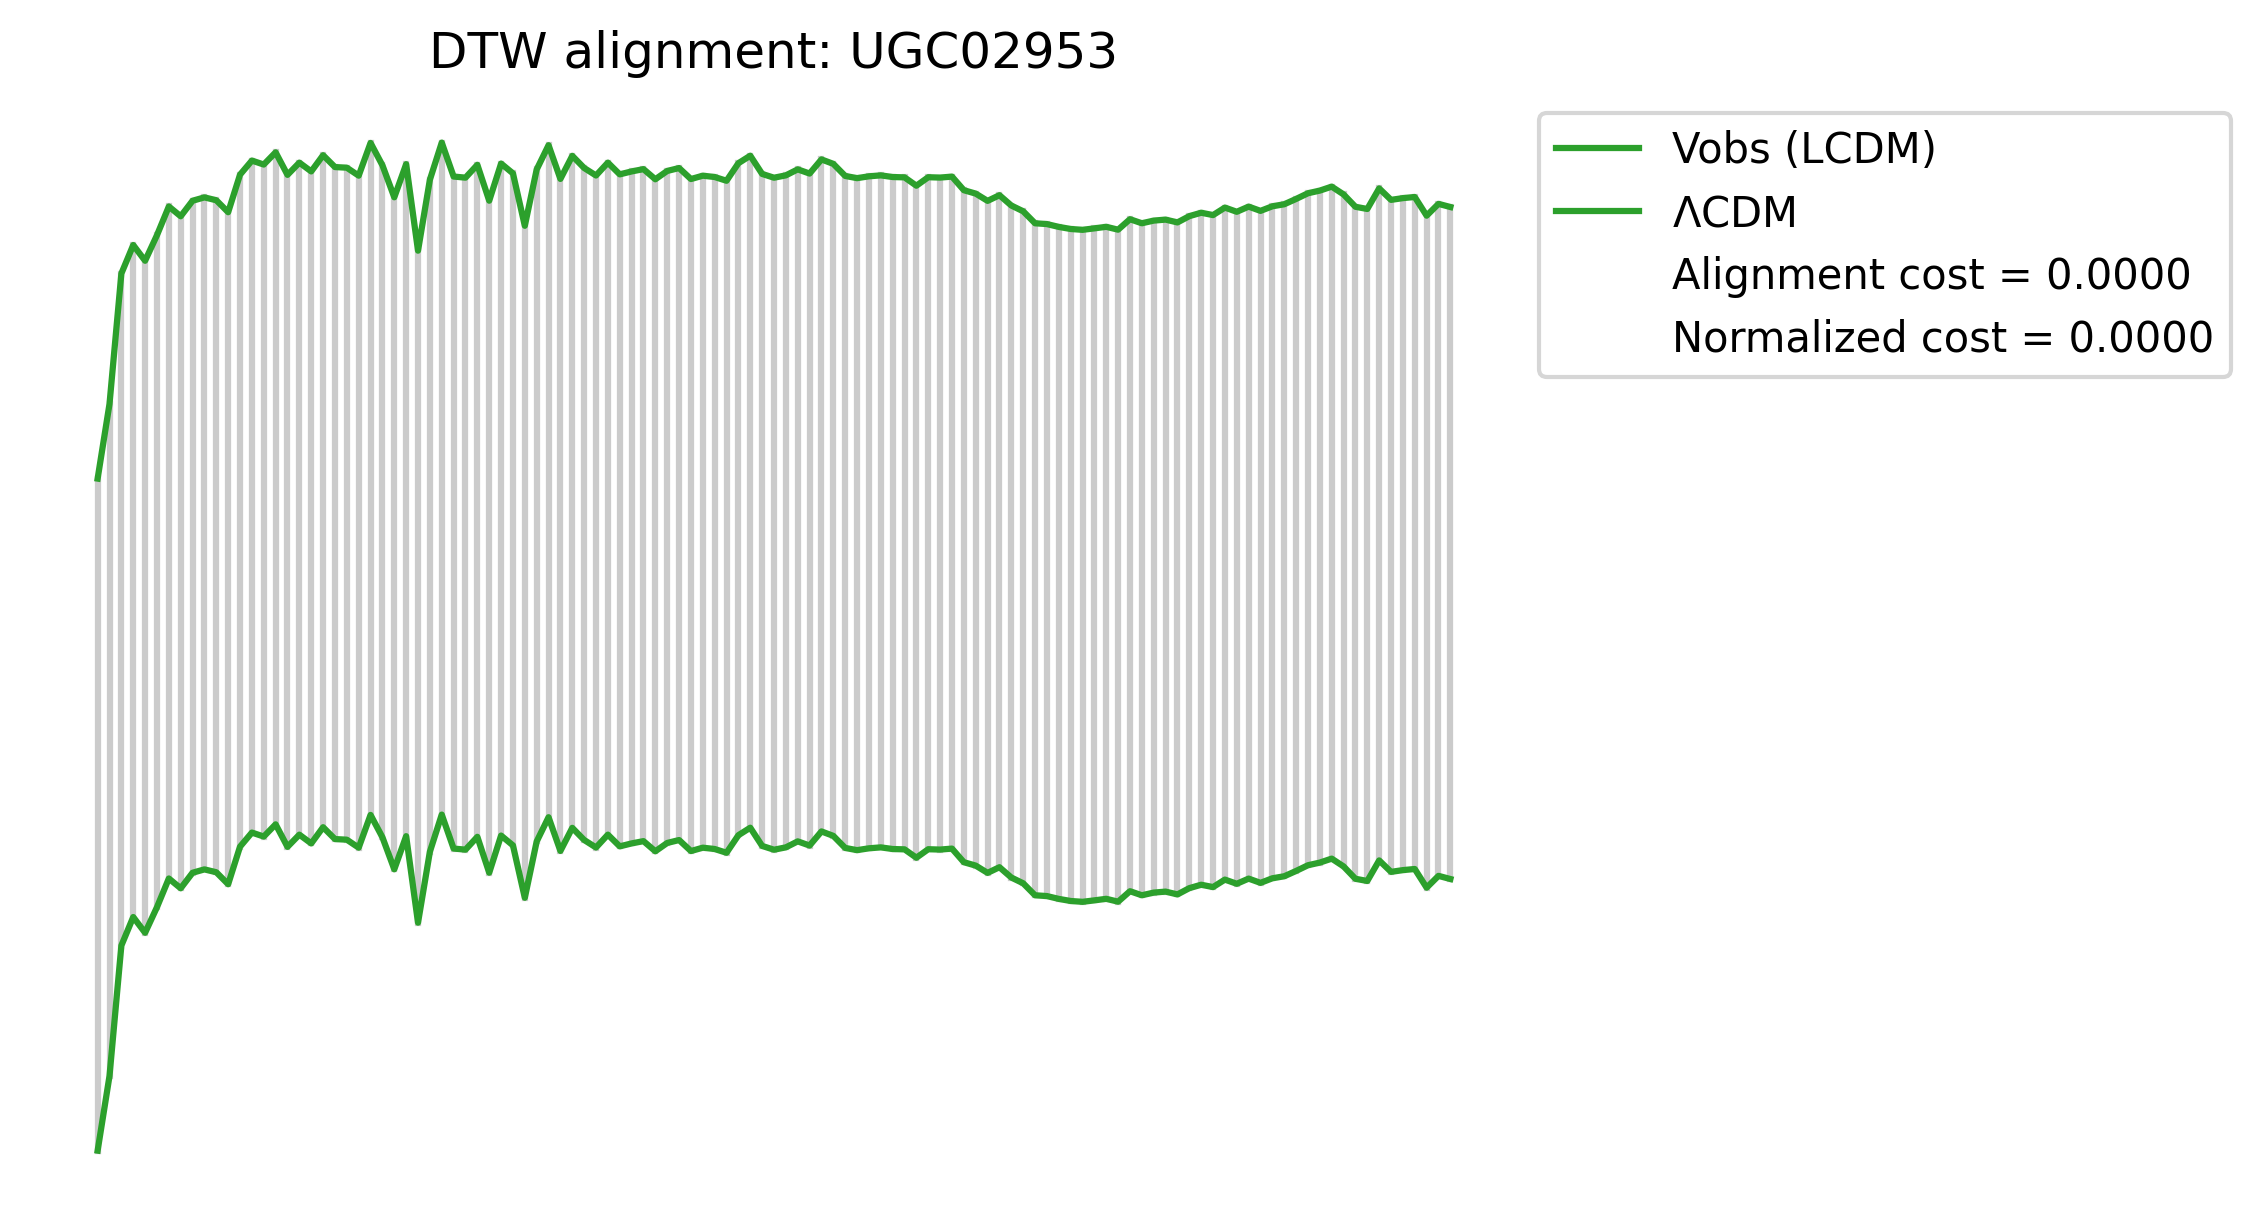 DTW alignment: UGC02953
Vobs (LCDM)
ΛCDM
Alignment cost = 0.0000
Normalized cost = 0.0000